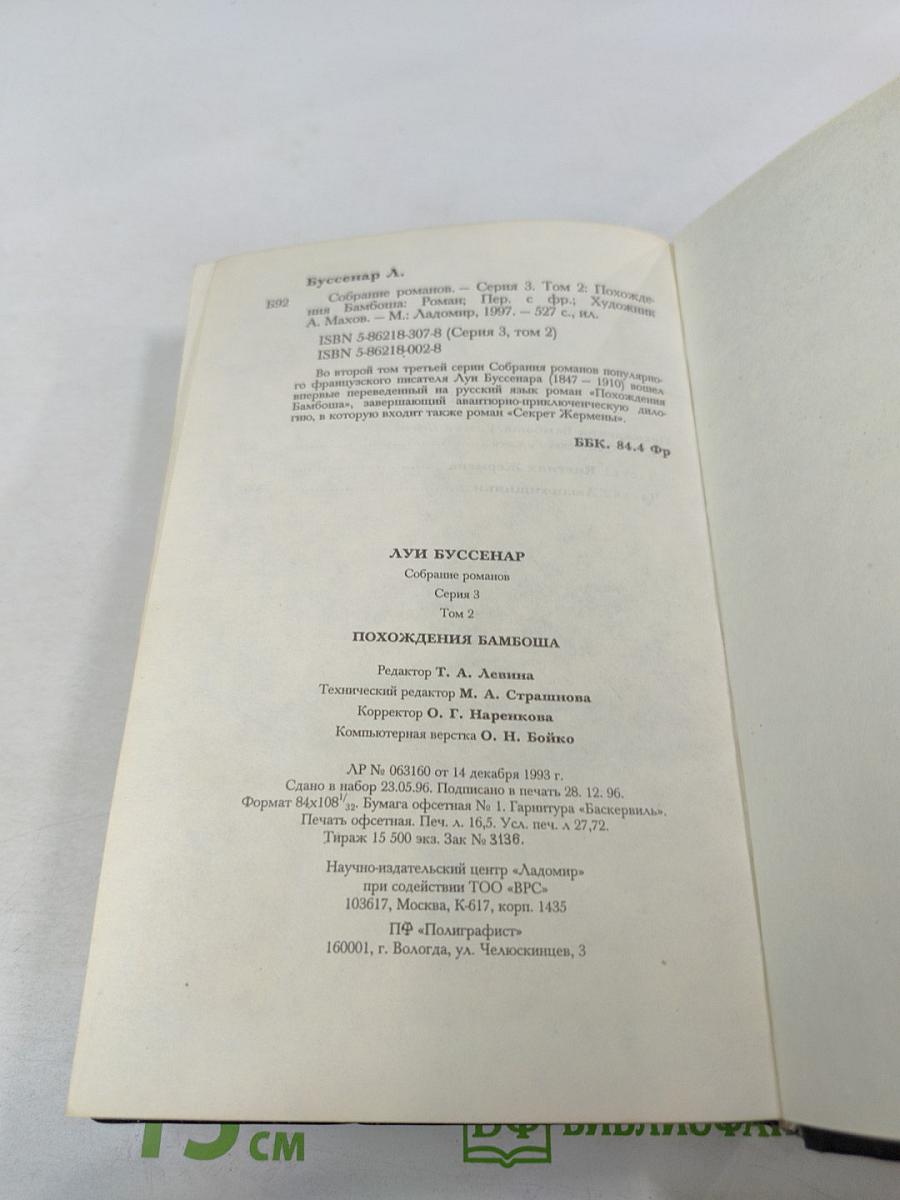 Буссенар Л.
Б92 Собрание романов. — Серия 3. Том 2: Похожде-
ния Бамбоша: Роман; Пер. с фр.; Художник
А. Махов. — М.: Ладомир, 1997. — 527 с., ил.
ISBN 5-86218-307-8 (Серия 3, том 2)
ISBN 5-86218-002-8
Во второй том третьей серии Собрания романов популярно-
го французского писателя Луи Буссенара (1847 — 1910) вошел
впервые переведенный на русский язык роман «Похождения
Бамбоша», завершающий авантюрно-приключенческую дило-
гию, в которую входит также роман «Секрет Жермены».
ББК. 84.4 Фр
ЛУИ БУССЕНАР
Собрание романов
Серия 3
Том 2
ПОХОЖДЕНИЯ БАМБОША
Редактор Т. А. Левина
Технический редактор М. А. Страшнова
Корректор О. Г. Наренкова
Компьютерная верстка О. Н. Бойко
ЛР № 063160 от 14 декабря 1993 г.
Сдано в набор 23.05.96. Подписано в печать 28. 12. 96.
Формат 84х108 1/32. Бумага офсетная № 1. Гарнитура «Баскервиль».
Печать офсетная. Печ. л. 16,5. Усл. печ. л 27,72.
Тираж 15 500 экз. Зак № 3136.
Научно-издательский центр «Ладомир»
при содействии ТОО «ВРС»
103617, Москва, К-617, корп. 1435
ПФ «Полиграфист»
160001, г. Вологда, ул. Челюскинцев, 3
15 см